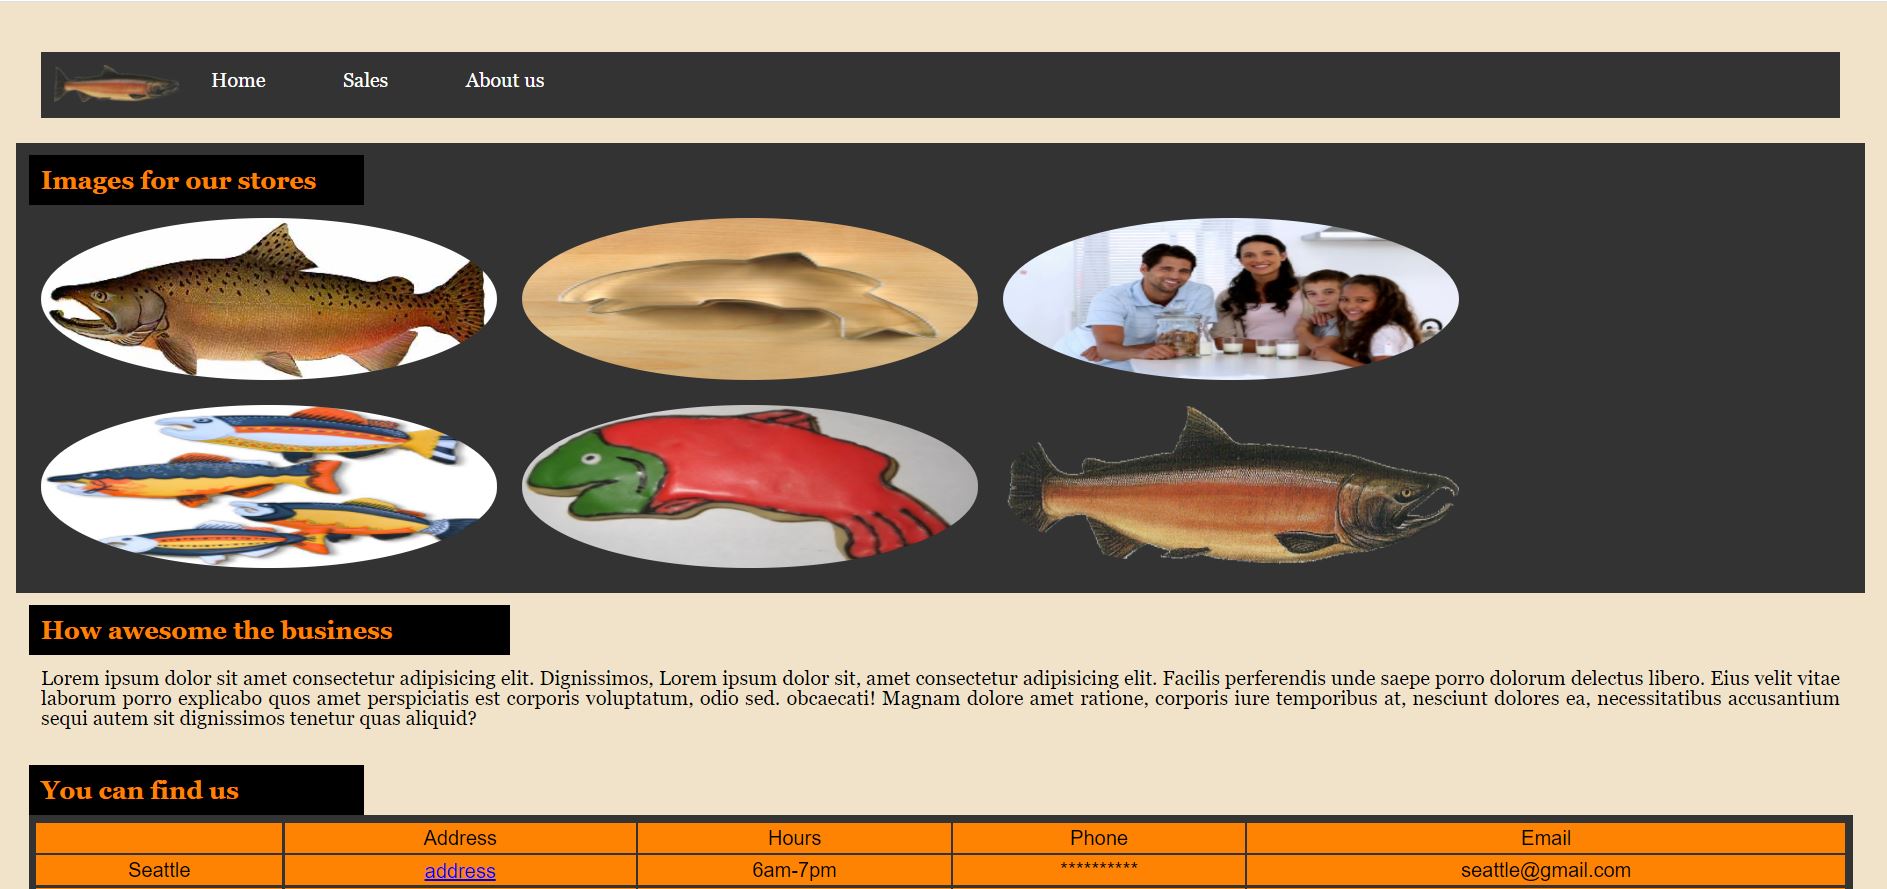 Home Sales About us
Images for our stores
How awesome the business
Lorem ipsum dolor sit amet consectetur adipisicing elit. Dignissimos, Lorem ipsum dolor sit, amet consectetur adipisicing elit. Facilis perferendis unde saepe porro dolorum delectus libero. Eius velit vitae
laborum porro explicabo quos amet perspiciatis est corporis voluptatum, odio sed. obcaecati! Magnam dolore amet ratione, corporis iure temporibus at, nesciunt dolores ea, necessitatibus accusantium
sequi autem sit dignissimos tenetur quas aliquid?
You can find us
Address Hours Phone Email
Seattle address 6am-7pm ********** seattle@gmail.com